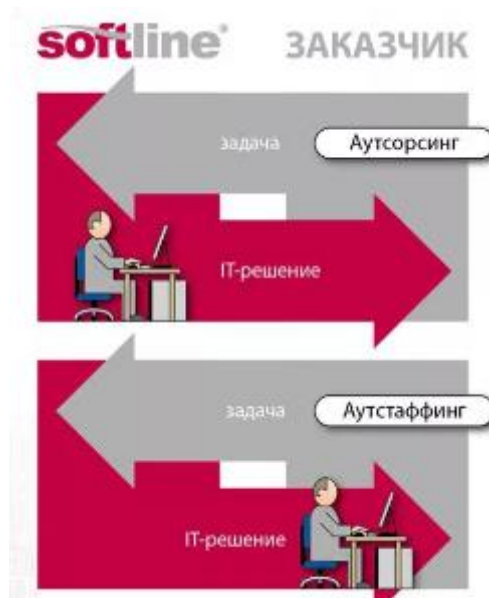 softline® ЗАКАЗЧИК
задача Аутсорсинг
IT-решение
задача Аутстаффинг
IT-решение